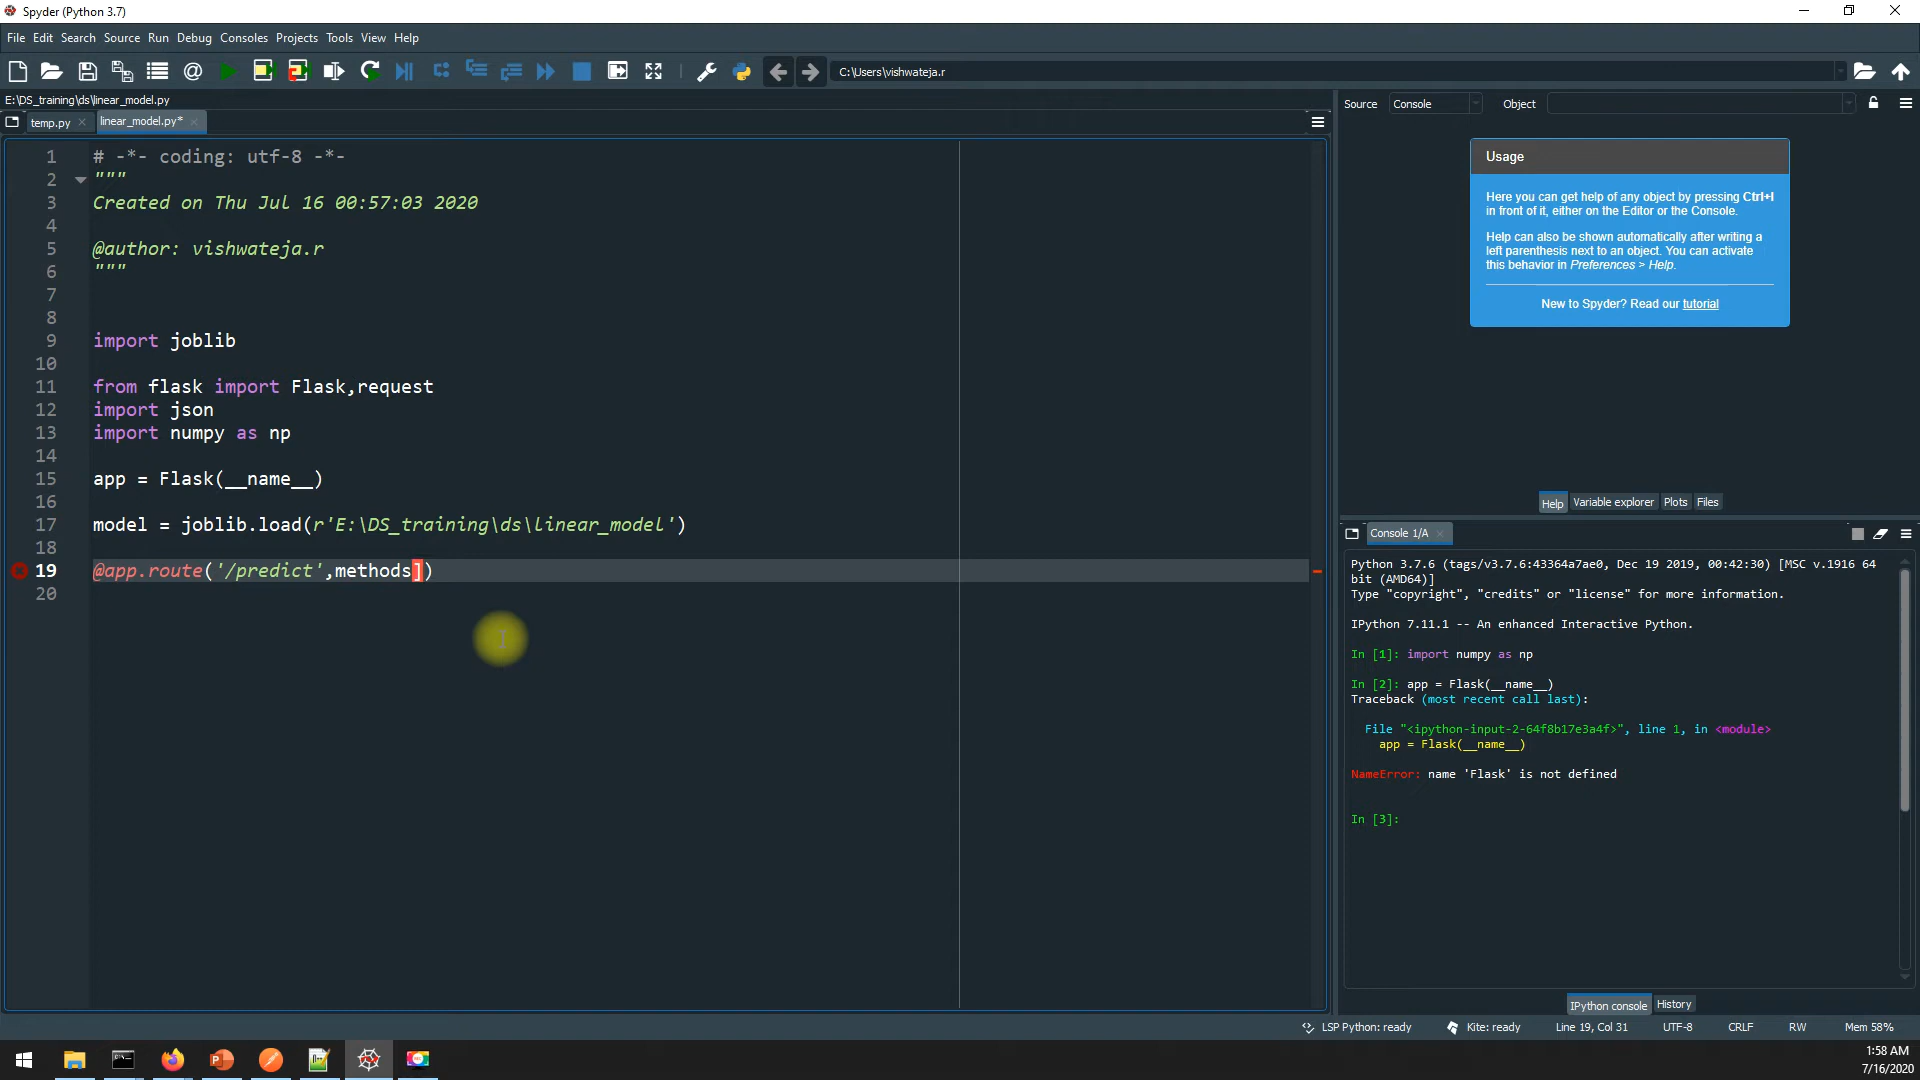 Spyder (Python 3.7)
File Edit Search Source Run Debug Consoles Projects Tools View Help
C:\Users\vishwateja.r
E:\DS_training\ds\linear_model.py
temp.py
linear_model.py*
1 # -*- coding: utf-8 -*-
2 """
3 Created on Thu Jul 16 00:57:03 2020
4
5 @author: vishwateja.r
6 """
7
8
9 import joblib
10
11 from flask import Flask,request
12 import json
13 import numpy as np
14
15 app = Flask(__name__)
16
17 model = joblib.load(r'E:\DS_training\ds\linear_model')
18
19 @app.route('/predict',methods])
20
Source Console Object
Usage
Here you can get help of any object by pressing Ctrl+I
in front of it, either on the Editor or the Console.
Help can also be shown automatically after writing a
left parenthesis next to an object. You can activate
this behavior in Preferences > Help.
New to Spyder? Read our tutorial
Help Variable explorer Plots Files
Console 1/A
Python 3.7.6 (tags/v3.7.6:43364a7ae0, Dec 19 2019, 00:42:30) [MSC v.1916 64
bit (AMD64)]
Type "copyright", "credits" or "license" for more information.
IPython 7.11.1 -- An enhanced Interactive Python.
In [1]: import numpy as np
In [2]: app = Flask(__name__)
Traceback (most recent call last):
File "<ipython-input-2-64f8b17e3a4f>", line 1, in <module>
app = Flask(__name__)
NameError: name 'Flask' is not defined
In [3]:
IPython console History
LSP Python: ready Kite: ready Line 19, Col 31 UTF-8 CRLF RW Mem 58%
1:58 AM
7/16/2020